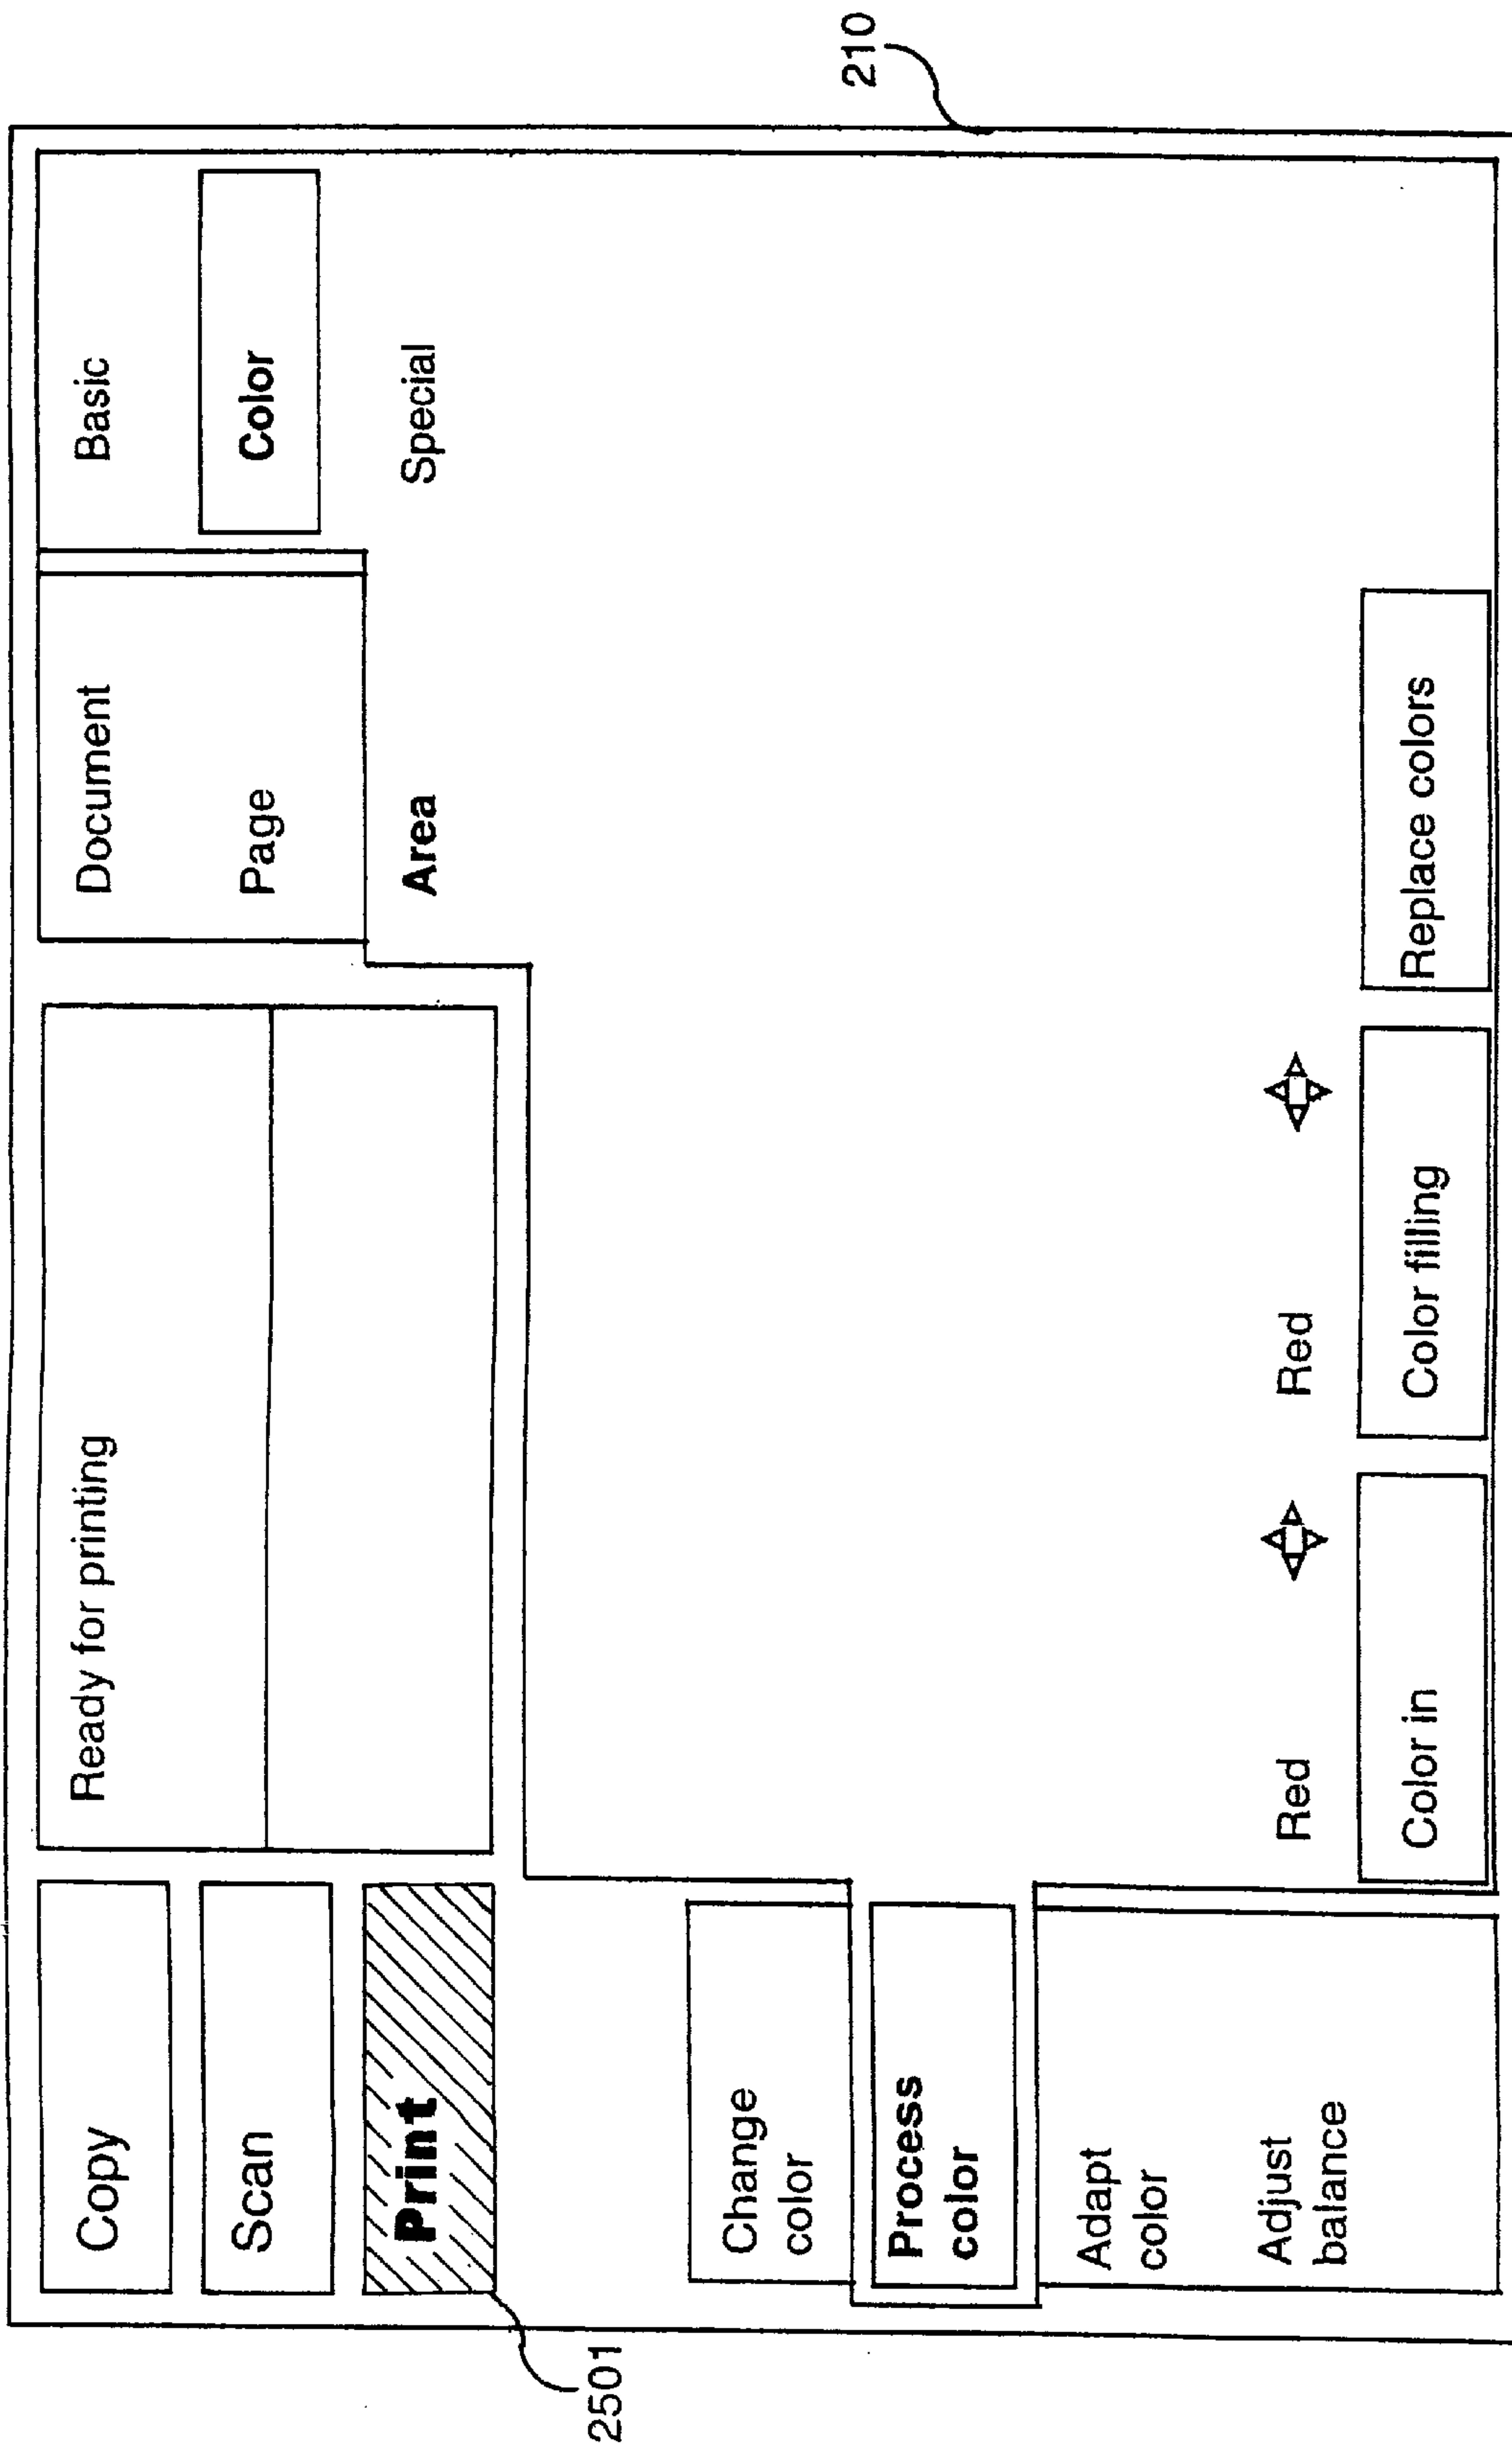 Copy
Ready for printing
Document
Basic
Scan
Page
Color
Print
Area
Special
2501
210
Change
color
Process
color
Adapt
color
Adjust
balance
Red
Red
Color in
Color filling
Replace colors